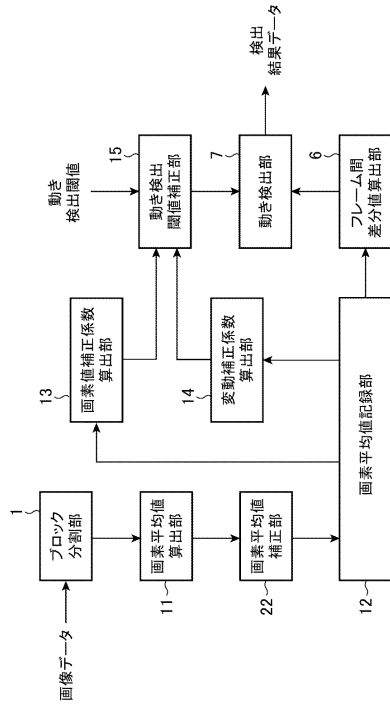 画像データ
1
ブロック
分割部
画素平均値
算出部
11
画素平均値
補正部
22
画素平均値記録部
12
13
画素値補正係数
算出部
14
変動補正係数
算出部
動き
検出閾値
15
動き検出
閾値補正部
7
動き検出部
6
フレーム間
差分値算出部
検出
結果データ